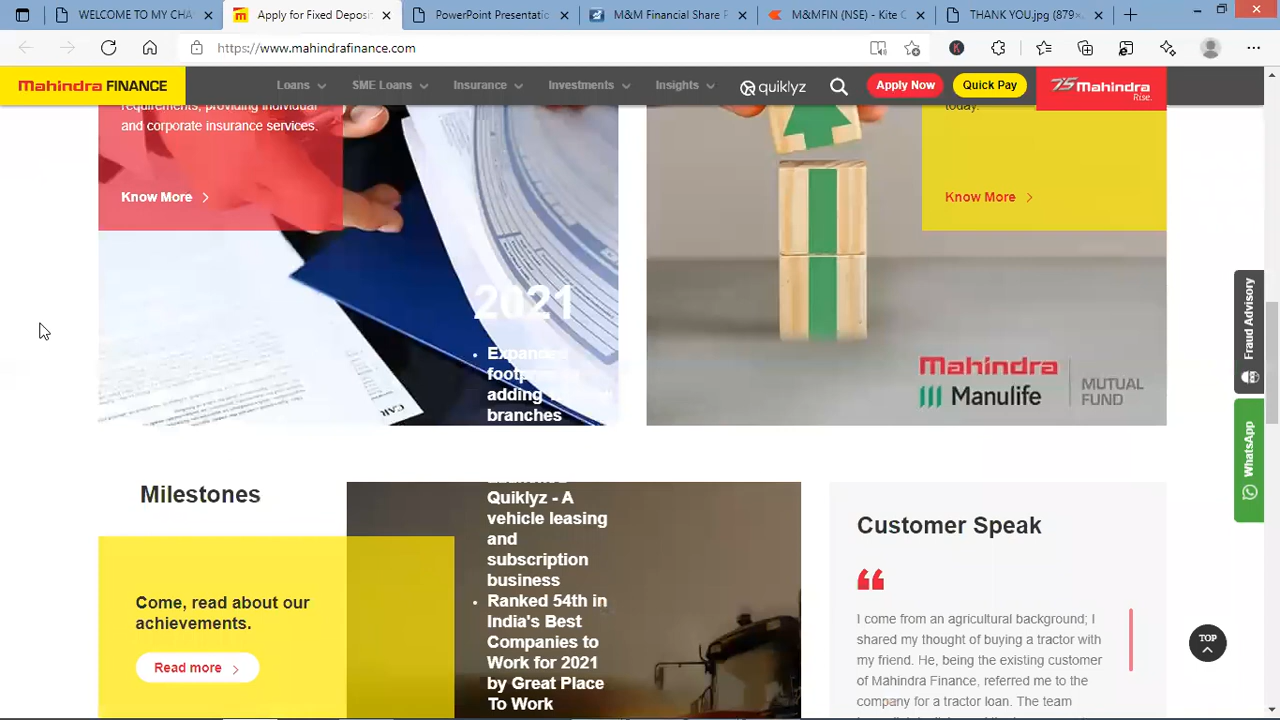 WELCOME TO MY CHA
Apply for Fixed Depos
PowerPoint Presentati
M&M Financial Share P
M&MFIN (NSE) - Kite C
THANK YOU.jpg (879×
https://www.mahindrafinance.com
Mahindra FINANCE
Loans
SME Loans
Insurance
Investments
Insights
quiklyz
Apply Now
Quick Pay
75 Mahindra
Rise.
requirements, providing individual
and corporate insurance services.
Know More
today.
Know More
2021
Expanded
adding
branches
Mahindra
Manulife
MUTUAL
FUND
Fraud Advisory
WhatsApp
Milestones
Come, read about our
achievements.
Read more
Quiklyz - A
vehicle leasing
and
subscription
business
Ranked 54th in
India's Best
Companies to
Work for 2021
by Great Place
To Work
Customer Speak
I come from an agricultural background; I
shared my thought of buying a tractor with
my friend. He, being the existing customer
of Mahindra Finance, referred me to the
company for a tractor loan. The team
TOP